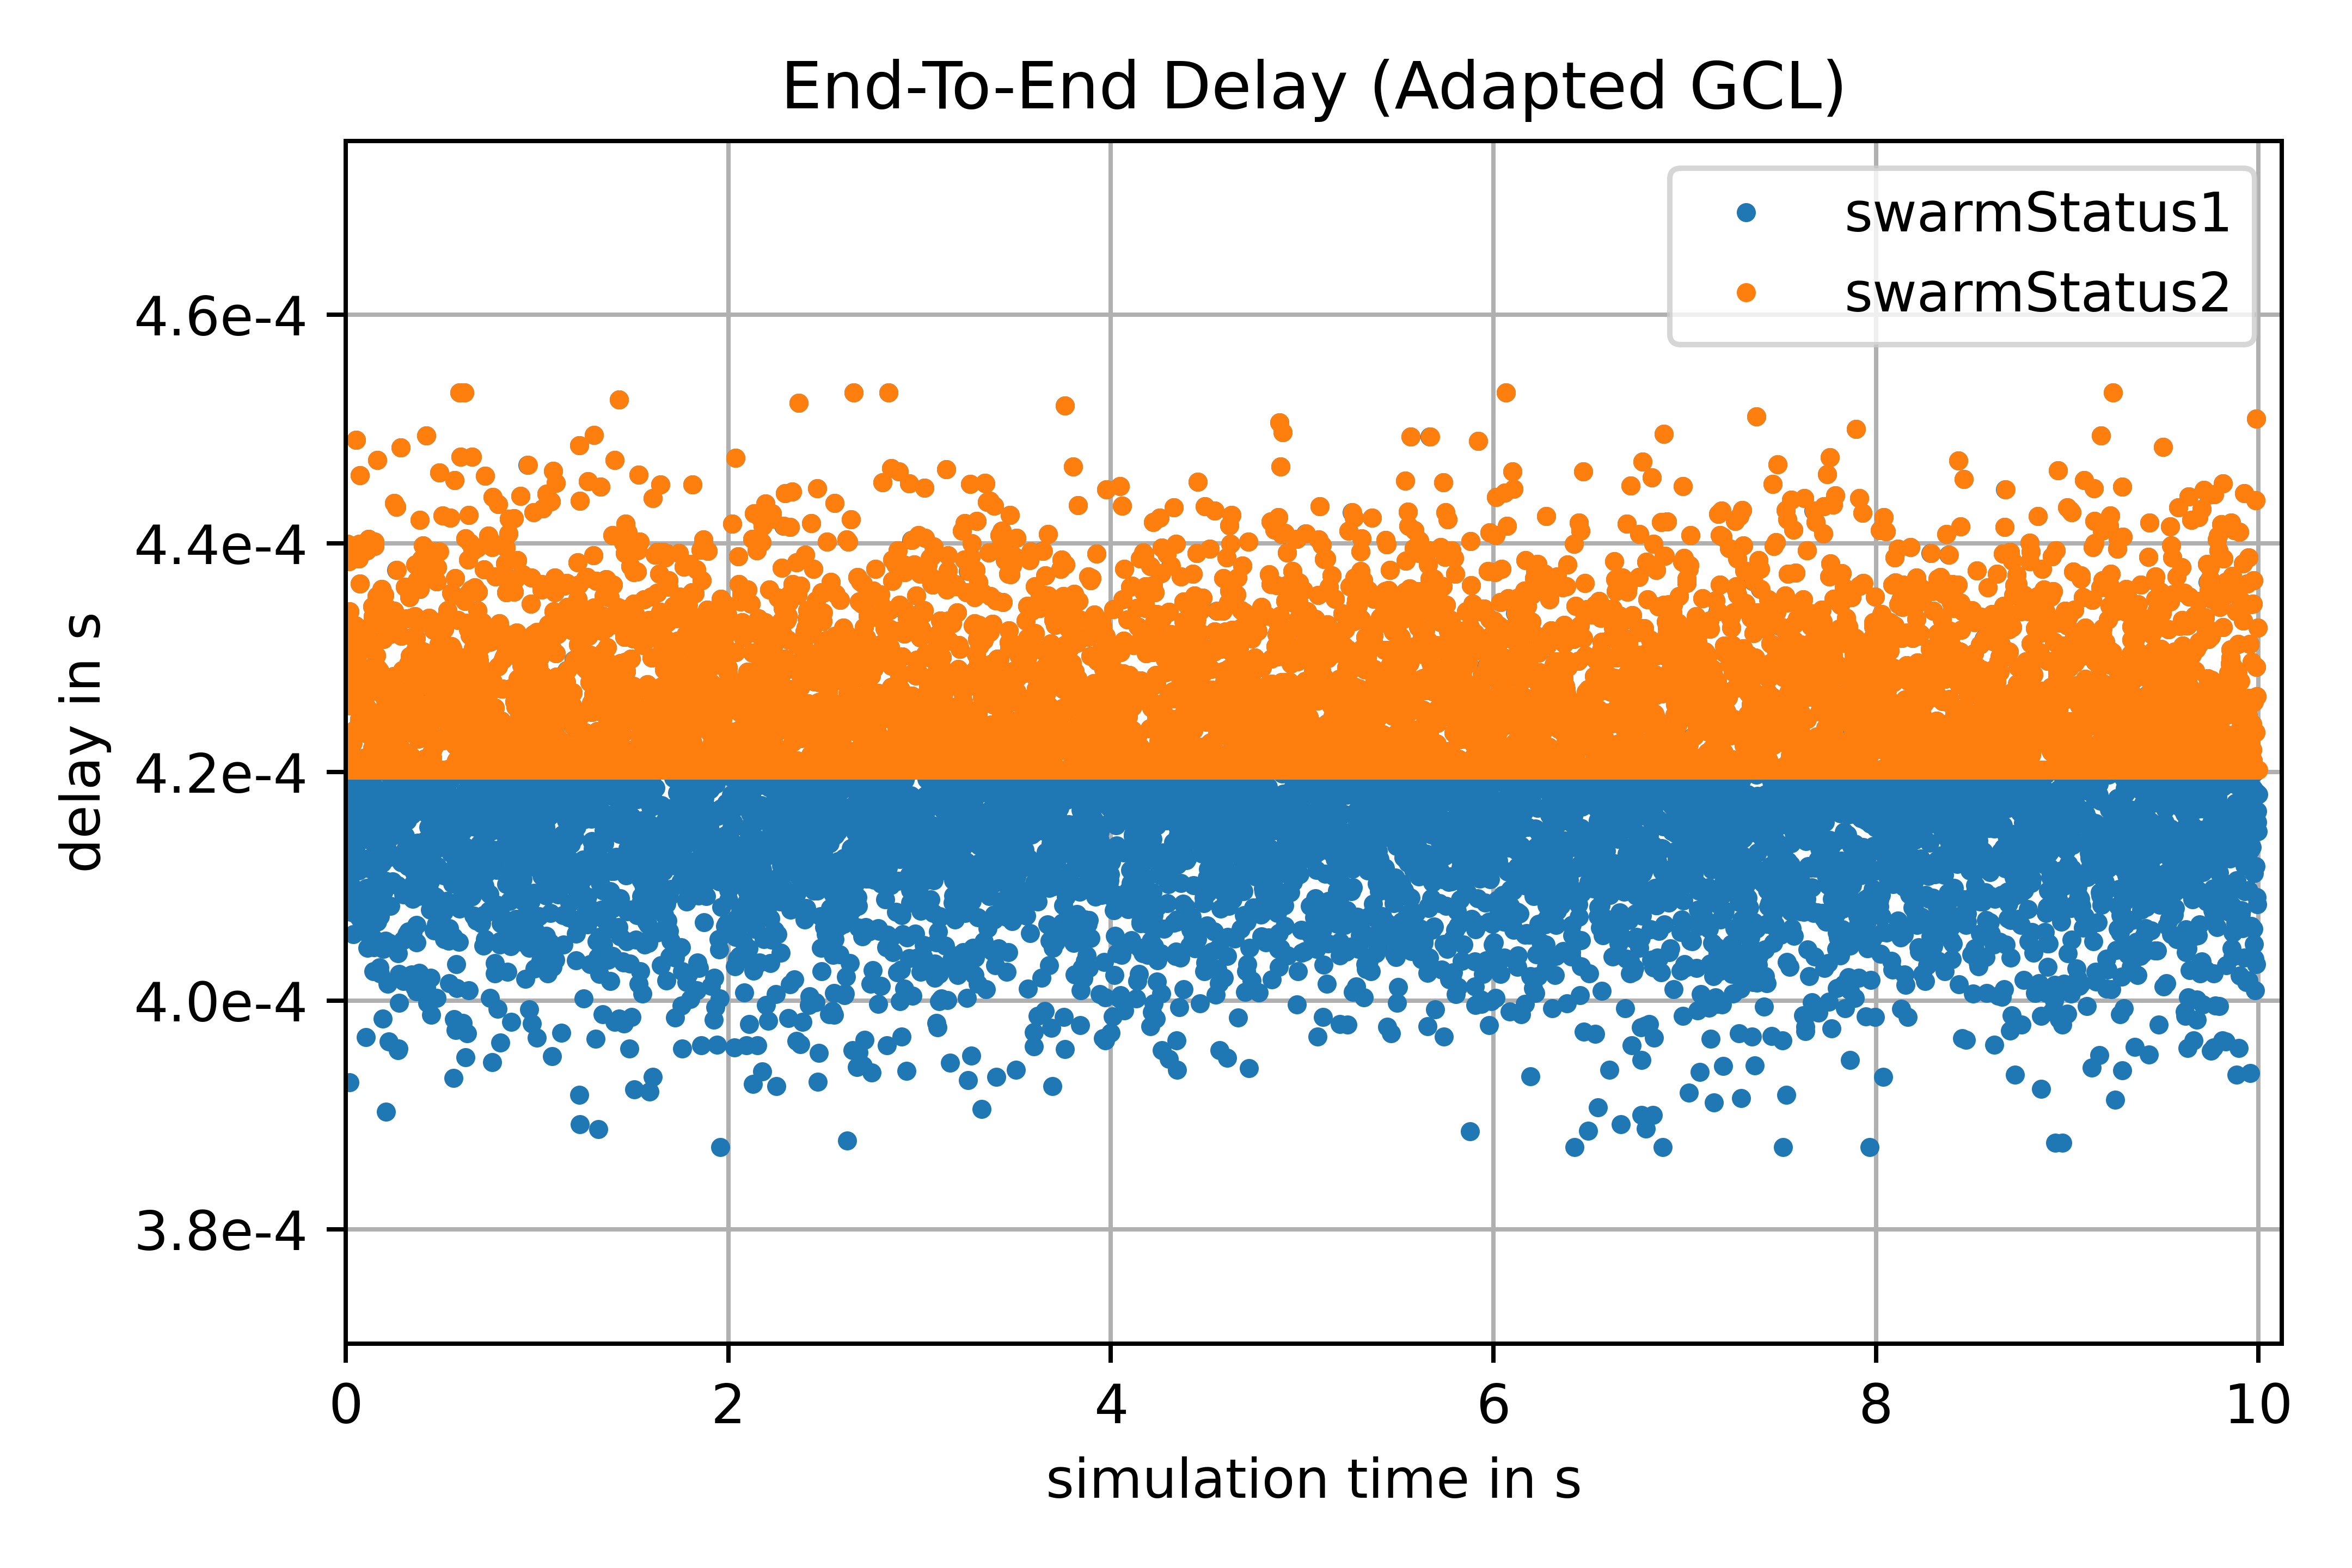 End-To-End Delay (Adapted GCL)
swarmStatus1
swarmStatus2
4.6e-4
4.4e-4
4.2e-4
4.0e-4
3.8e-4
delay in s
0 2 4 6 8 10
simulation time in s